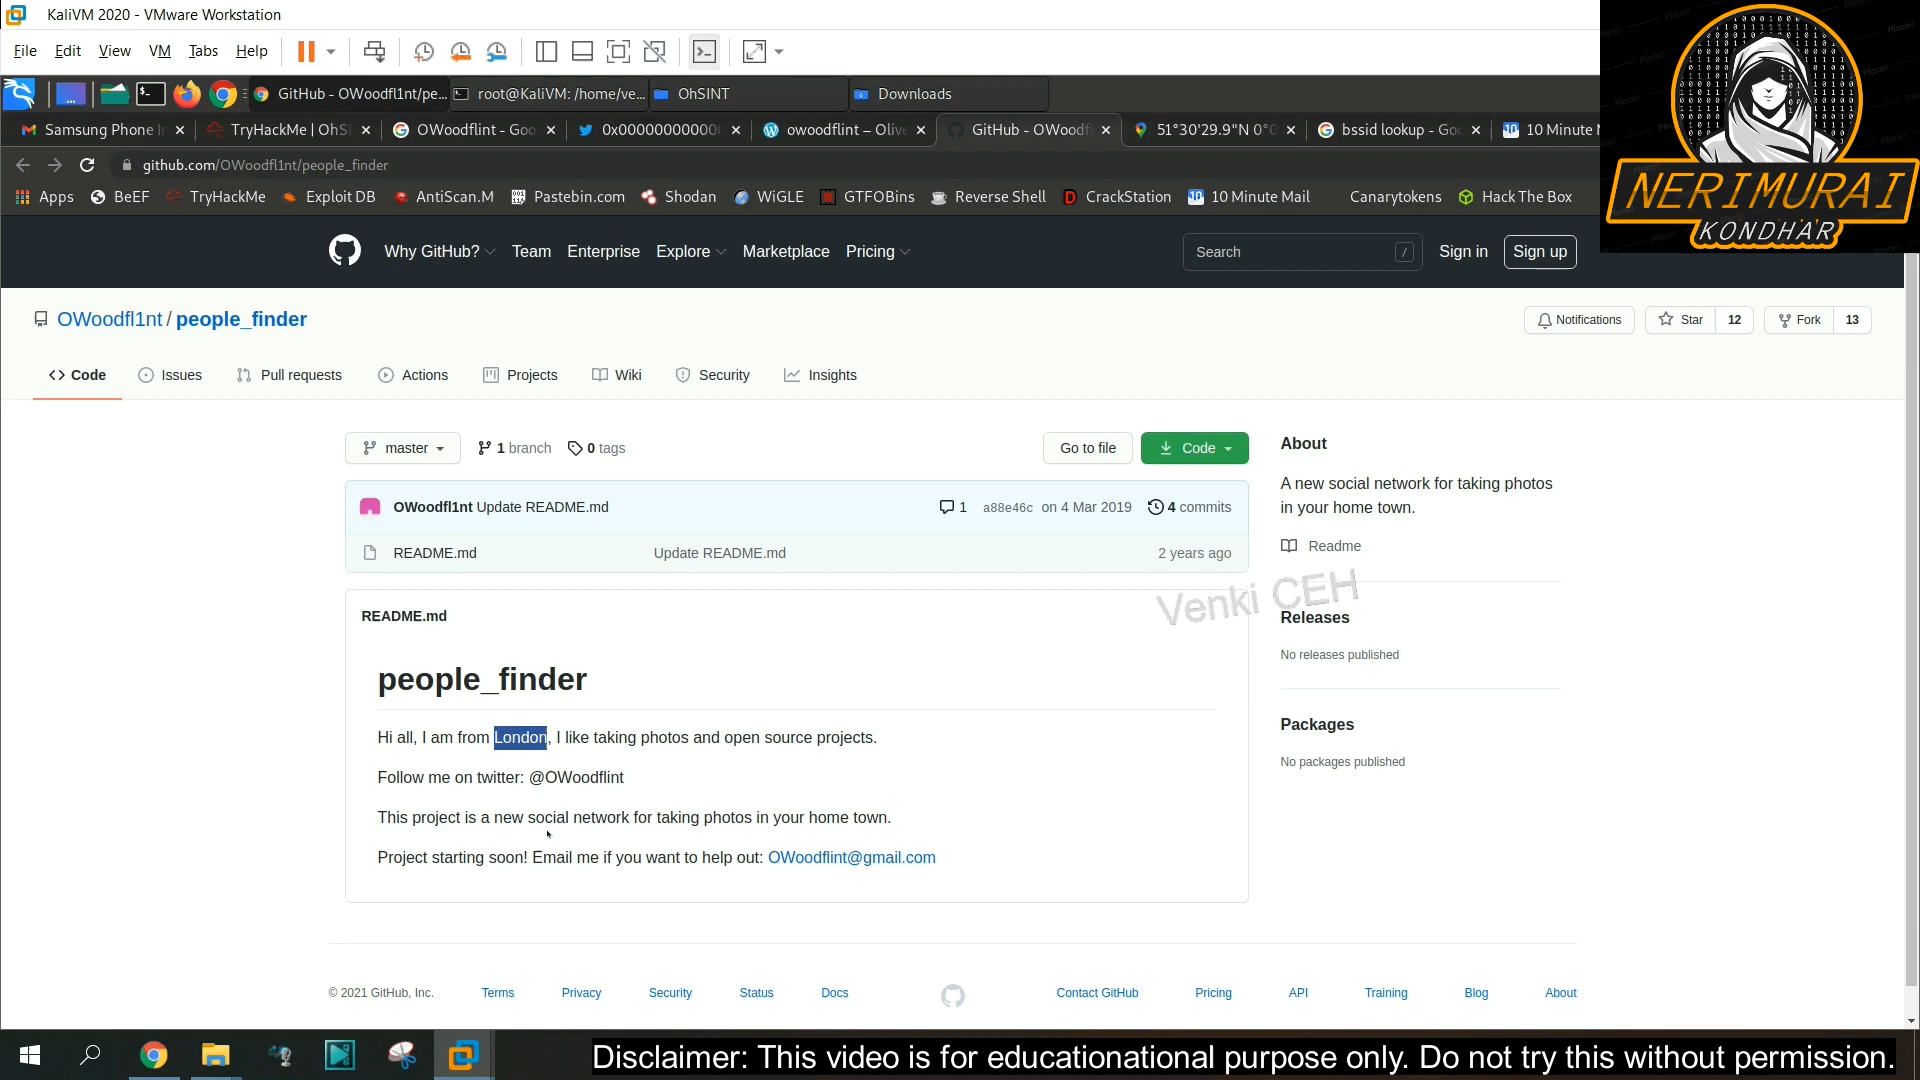 KaliVM 2020 - VMware Workstation
File Edit View VM Tabs Help
GitHub - OWoodfl1nt/pe... root@KaliVM: /home/ve... OhSINT Downloads
Samsung Phone TryHackMe | OhS OWoodflint - Goo 0x00000000000 owoodflint – Olive GitHub - OWoodf 51°30'29.9"N 0°0 bssid lookup - Go 10 Minute
github.com/OWoodfl1nt/people_finder
Apps BeEF TryHackMe Exploit DB AntiScan.M Pastebin.com Shodan WiGLE GTFOBins Reverse Shell CrackStation 10 Minute Mail Canarytokens Hack The Box
NERIMURAI
KONDHAR
Why GitHub? Team Enterprise Explore Marketplace Pricing Search / Sign in Sign up
OWoodfl1nt / people_finder Notifications Star 12 Fork 13
<> Code Issues Pull requests Actions Projects Wiki Security Insights
master 1 branch 0 tags Go to file Code
OWoodfl1nt Update README.md 1 a88e46c on 4 Mar 2019 4 commits
README.md Update README.md 2 years ago
README.md
people_finder
Hi all, I am from London, I like taking photos and open source projects.
Follow me on twitter: @OWoodflint
This project is a new social network for taking photos in your home town.
Project starting soon! Email me if you want to help out: OWoodflint@gmail.com
About
A new social network for taking photos
in your home town.
Readme
Venki CEH
Releases
No releases published
Packages
No packages published
© 2021 GitHub, Inc. Terms Privacy Security Status Docs Contact GitHub Pricing API Training Blog About
Disclaimer: This video is for educationational purpose only. Do not try this without permission.